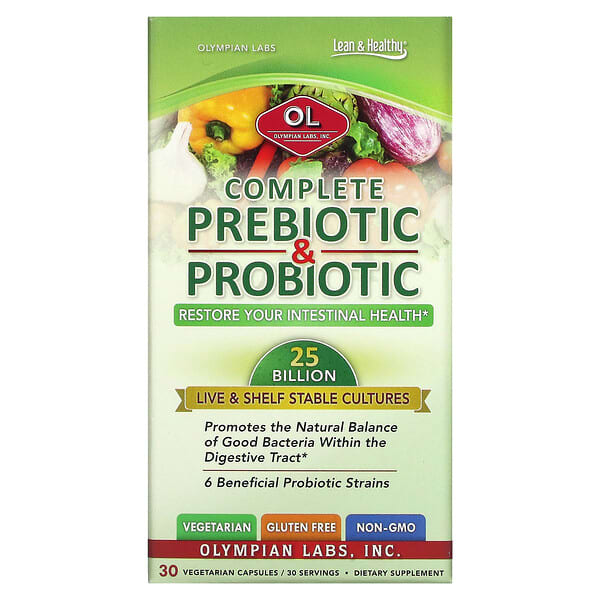 OLYMPIAN LABS
Lean & Healthy®
OL
OLYMPIAN LABS, INC.
COMPLETE
PREBIOTIC
&
PROBIOTIC
RESTORE YOUR INTESTINAL HEALTH*
25
BILLION
LIVE & SHELF STABLE CULTURES
Promotes the Natural Balance
of Good Bacteria Within the
Digestive Tract*
6 Beneficial Probiotic Strains
VEGETARIAN GLUTEN FREE NON-GMO
OLYMPIAN LABS, INC.
30 VEGETARIAN CAPSULES / 30 SERVINGS • DIETARY SUPPLEMENT